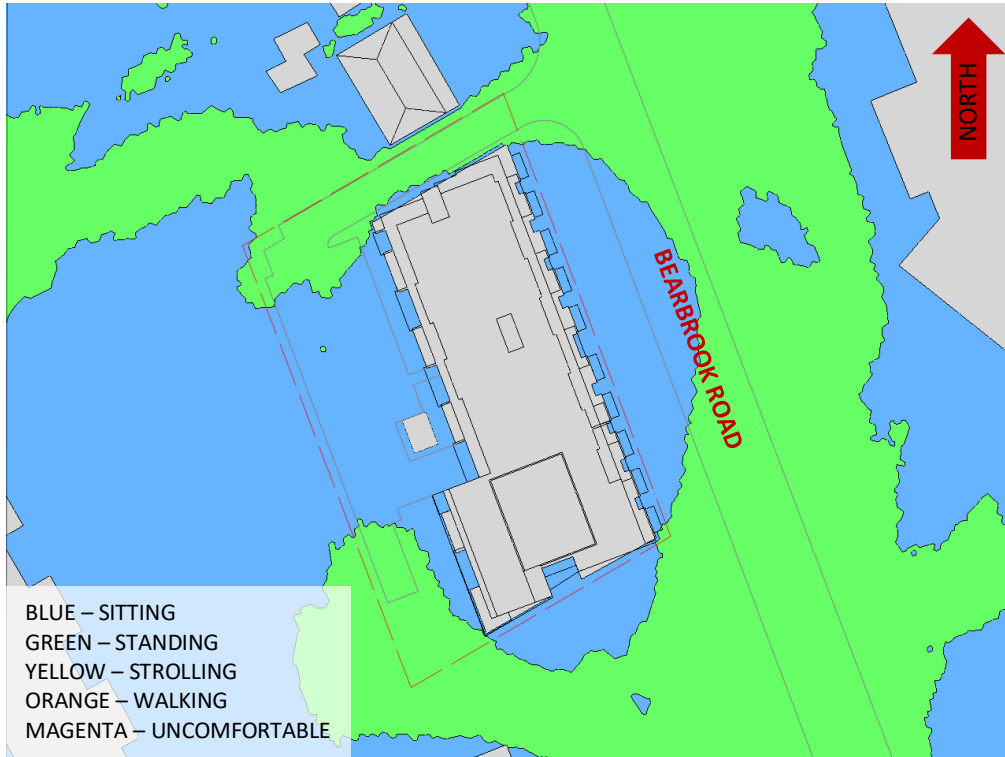 NORTH
BEARBROOK ROAD
BLUE – SITTING
GREEN – STANDING
YELLOW – STROLLING
ORANGE – WALKING
MAGENTA – UNCOMFORTABLE